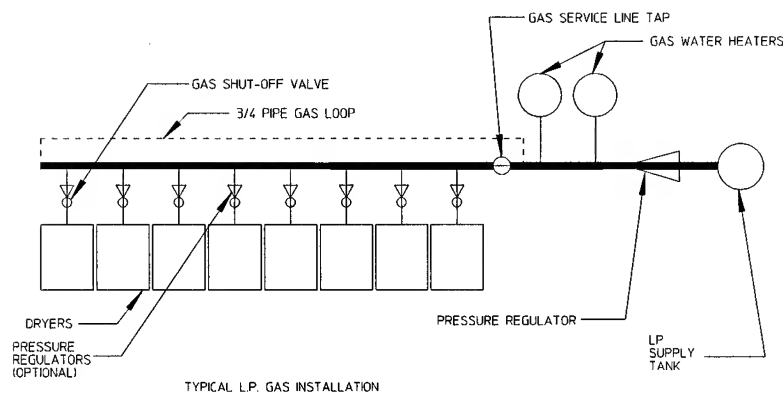 GAS SERVICE LINE TAP
GAS WATER HEATERS
GAS SHUT-OFF VALVE
3/4 PIPE GAS LOOP
DRYERS
PRESSURE
REGULATORS
(OPTIONAL)
PRESSURE REGULATOR
LP
SUPPLY
TANK
TYPICAL L.P. GAS INSTALLATION